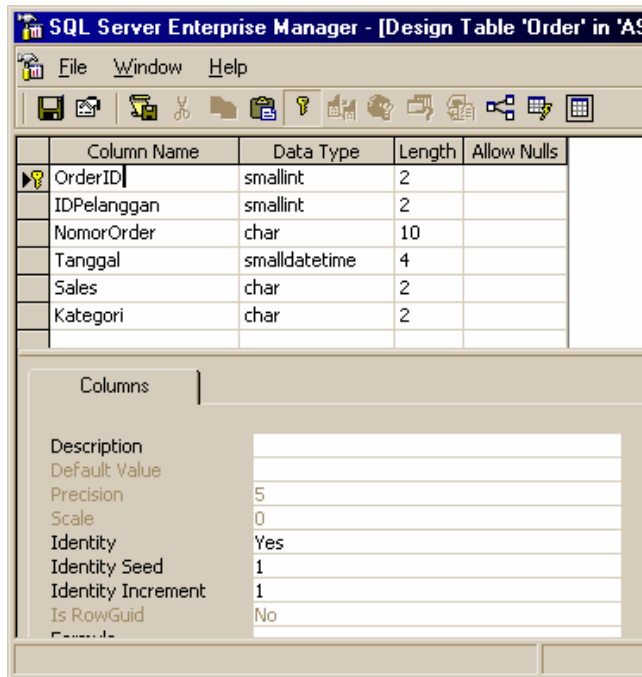 SQL Server Enterprise Manager - [Design Table 'Order' in 'AS
File Window Help
Column Name Data Type Length Allow Nulls
OrderID smallint 2
IDPelanggan smallint 2
NomorOrder char 10
Tanggal smalldatetime 4
Sales char 2
Kategori char 2
Columns
Description
Default Value
Precision 5
Scale 0
Identity Yes
Identity Seed 1
Identity Increment 1
Is RowGuid No